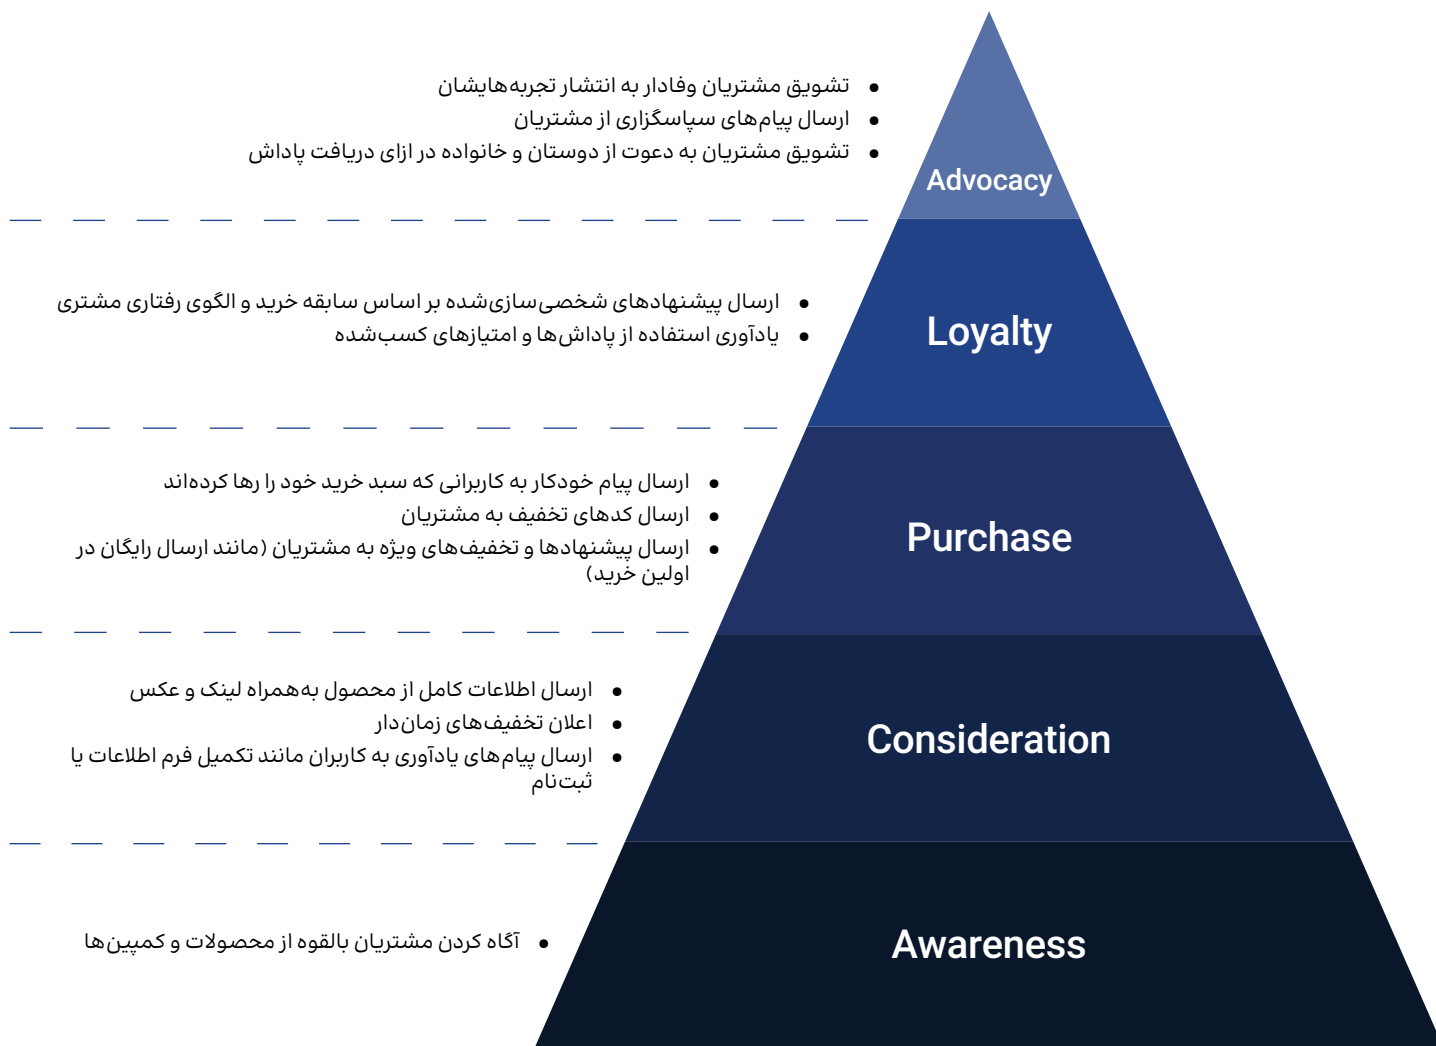 • تشویق مشتریان وفادار به انتشار تجربه‌هایشان
• ارسال پیام‌های سپاسگزاری از مشتریان
• تشویق مشتریان به دعوت از دوستان و خانواده در ازای دریافت پاداش
Advocacy
• ارسال پیشنهادهای شخصی‌سازی‌شده بر اساس سابقه خرید و الگوی رفتاری مشتری
• یادآوری استفاده از پاداش‌ها و امتیازهای کسب‌شده
Loyalty
• ارسال پیام خودکار به کاربرانی که سبد خرید خود را رها کرده‌اند
• ارسال کدهای تخفیف به مشتریان
• ارسال پیشنهادها و تخفیف‌های ویژه به مشتریان (مانند ارسال رایگان در
اولین خرید)
Purchase
• ارسال اطلاعات کامل از محصول به‌همراه لینک و عکس
• اعلان تخفیف‌های زمان‌دار
• ارسال پیام‌های یادآوری به کاربران مانند تکمیل فرم اطلاعات یا
ثبت‌نام
Consideration
• آگاه کردن مشتریان بالقوه از محصولات و کمپین‌ها
Awareness